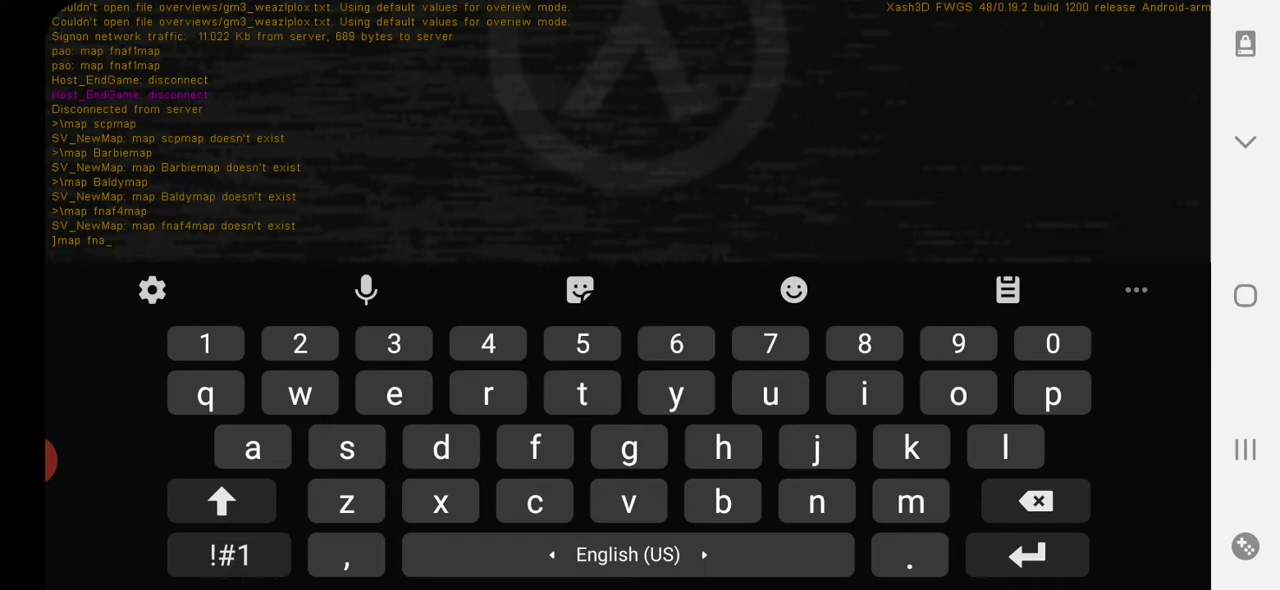 Couldn't open file overviews/gm3_weazlplox.txt. Using default values for overiew mode.
Xash3D FWGS 48/0.19.2 build 1200 release Android-arm
Couldn't open file overviews/gm3_weazlplox.txt. Using default values for overiew mode.
Signon network traffic:  11.022 Kb from server, 689 bytes to server
pao: map fnaf1map
pao: map fnaf1map
Host_EndGame: disconnect
Host_EndGame: disconnect
Disconnected from server
>\map scpmap
SV_NewMap: map scpmap doesn't exist
>\map Barbiemap
SV_NewMap: map Barbiemap doesn't exist
>\map Baldymap
SV_NewMap: map Baldymap doesn't exist
>\map fnaf4map
SV_NewMap: map fnaf4map doesn't exist
]map fna_
1 2 3 4 5 6 7 8 9 0
q w e r t y u i o p
a s d f g h j k l
z x c v b n m
!#1 , English (US) .